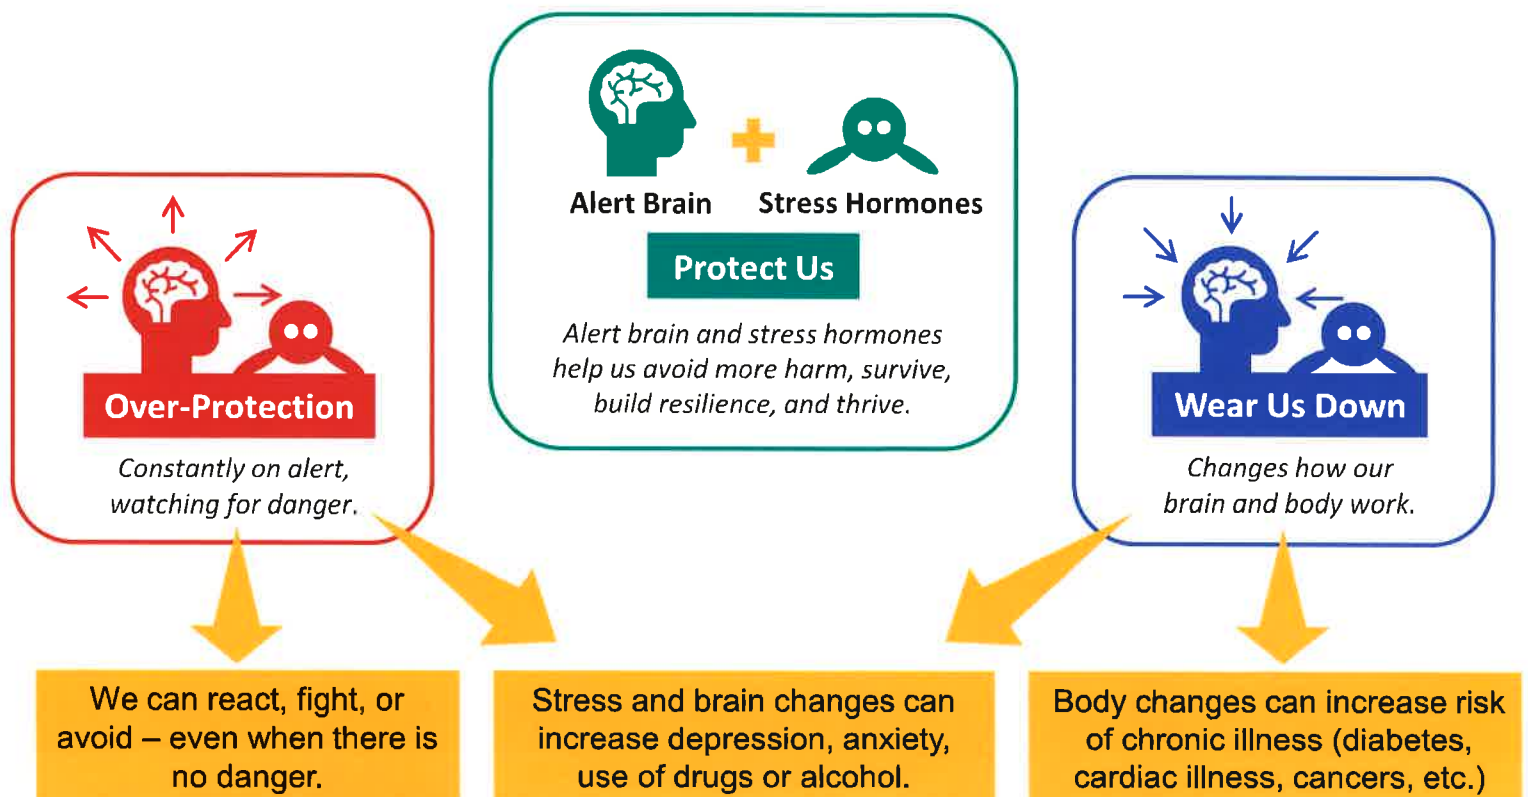 Alert Brain
Stress Hormones
Protect Us
Alert brain and stress hormones
help us avoid more harm, survive,
build resilience, and thrive.
Over-Protection
Constantly on alert,
watching for danger.
Wear Us Down
Changes how our
brain and body work.
We can react, fight, or
avoid – even when there is
no danger.
Stress and brain changes can
increase depression, anxiety,
use of drugs or alcohol.
Body changes can increase risk
of chronic illness (diabetes,
cardiac illness, cancers, etc.)